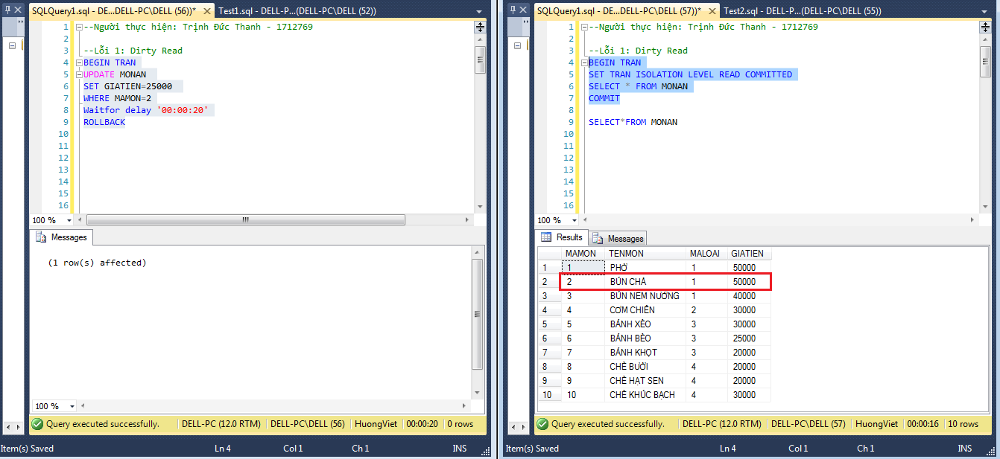 SQLQuery1.sql - DE...DELL-PC\DELL (56))* Test1.sql - DELL-P...(DELL-PC\DELL (52))
1 --Người thực hiện: Trịnh Đức Thanh - 1712769
2
3 --Lỗi 1: Dirty Read
4 BEGIN TRAN
5 UPDATE MONAN
6 SET GIATIEN=25000
7 WHERE MAMON=2
8 Waitfor delay '00:00:20'
9 ROLLBACK
10
11
12
13
14
15
16
100 %
Messages
(1 row(s) affected)
100 %
Query executed successfully. DELL-PC (12.0 RTM) DELL-PC\DELL (56) HuongViet 00:00:20 0 rows
Item(s) Saved Ln 4 Col 1 Ch 1 INS
SQLQuery1.sql - DE...DELL-PC\DELL (57))* Test2.sql - DELL-P...(DELL-PC\DELL (55))
1 --Người thực hiện: Trịnh Đức Thanh - 1712769
2
3 --Lỗi 1: Dirty Read
4 BEGIN TRAN
5 SET TRAN ISOLATION LEVEL READ COMMITTED
6 SELECT * FROM MONAN
7 COMMIT
8
9 SELECT*FROM MONAN
10
11
12
13
14
15
16
100 %
Results Messages
MAMON TENMON MALOAI GIATIEN
1 1 PHỞ 1 50000
2 2 BÚN CHẢ 1 50000
3 3 BÚN NEM NƯỚNG 1 40000
4 4 CƠM CHIÊN 2 30000
5 5 BÁNH XÈO 3 30000
6 6 BÁNH BÈO 3 25000
7 7 BÁNH KHỌT 3 20000
8 8 CHÈ BƯỞI 4 20000
9 9 CHÈ HẠT SEN 4 20000
10 10 CHÈ KHÚC BẠCH 4 30000
Query executed successfully. DELL-PC (12.0 RTM) DELL-PC\DELL (57) HuongViet 00:00:16 10 rows
Item(s) Saved Ln 4 Col 1 Ch 1 INS